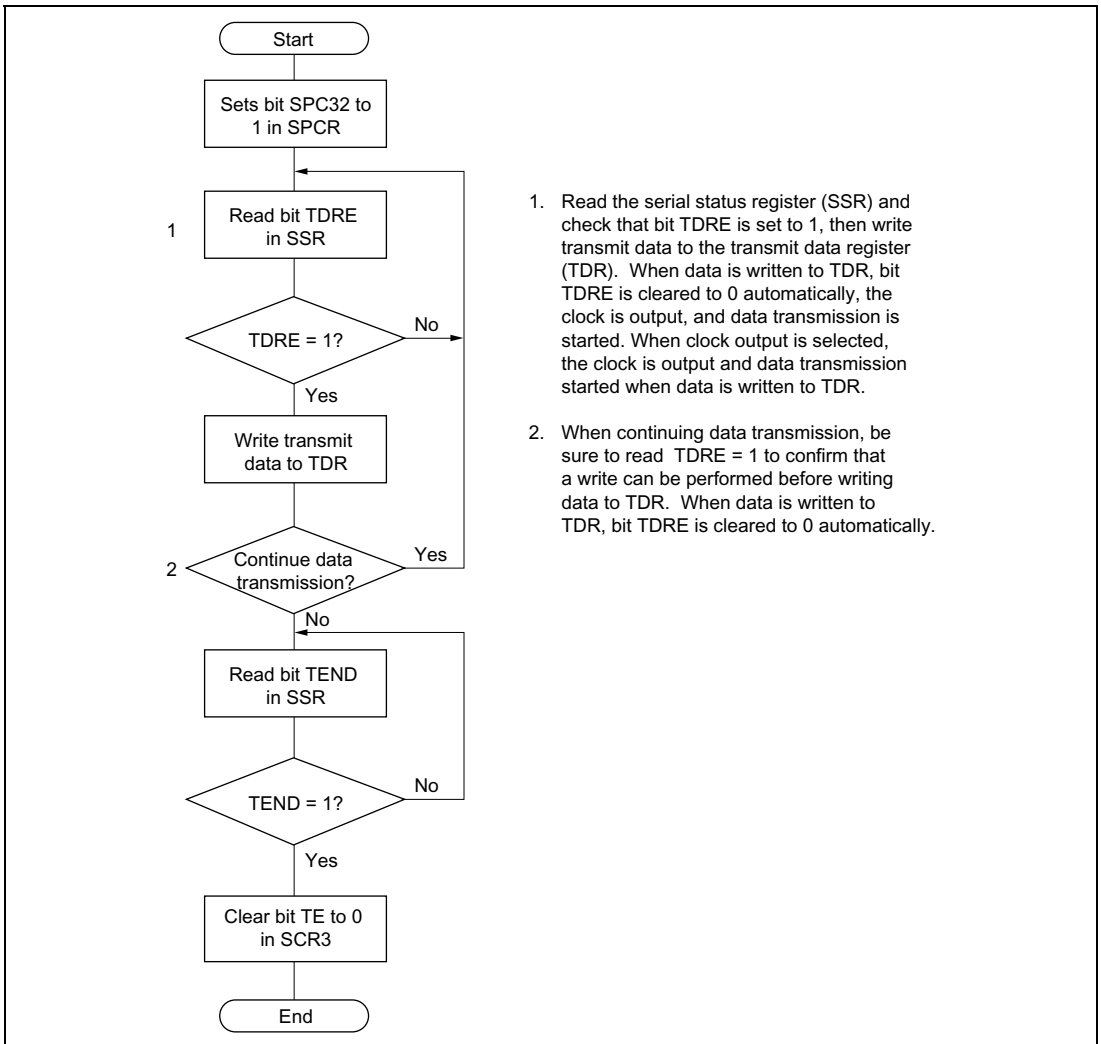 Start
Sets bit SPC32 to
1 in SPCR
1
Read bit TDRE
in SSR
TDRE = 1?
No
Yes
Write transmit
data to TDR
2
Continue data
transmission?
Yes
No
Read bit TEND
in SSR
TEND = 1?
No
Yes
Clear bit TE to 0
in SCR3
End
1. Read the serial status register (SSR) and
check that bit TDRE is set to 1, then write
transmit data to the transmit data register
(TDR).  When data is written to TDR, bit
TDRE is cleared to 0 automatically, the
clock is output, and data transmission is
started. When clock output is selected,
the clock is output and data transmission
started when data is written to TDR.
2. When continuing data transmission, be
sure to read  TDRE = 1 to confirm that
a write can be performed before writing
data to TDR.  When data is written to
TDR, bit TDRE is cleared to 0 automatically.